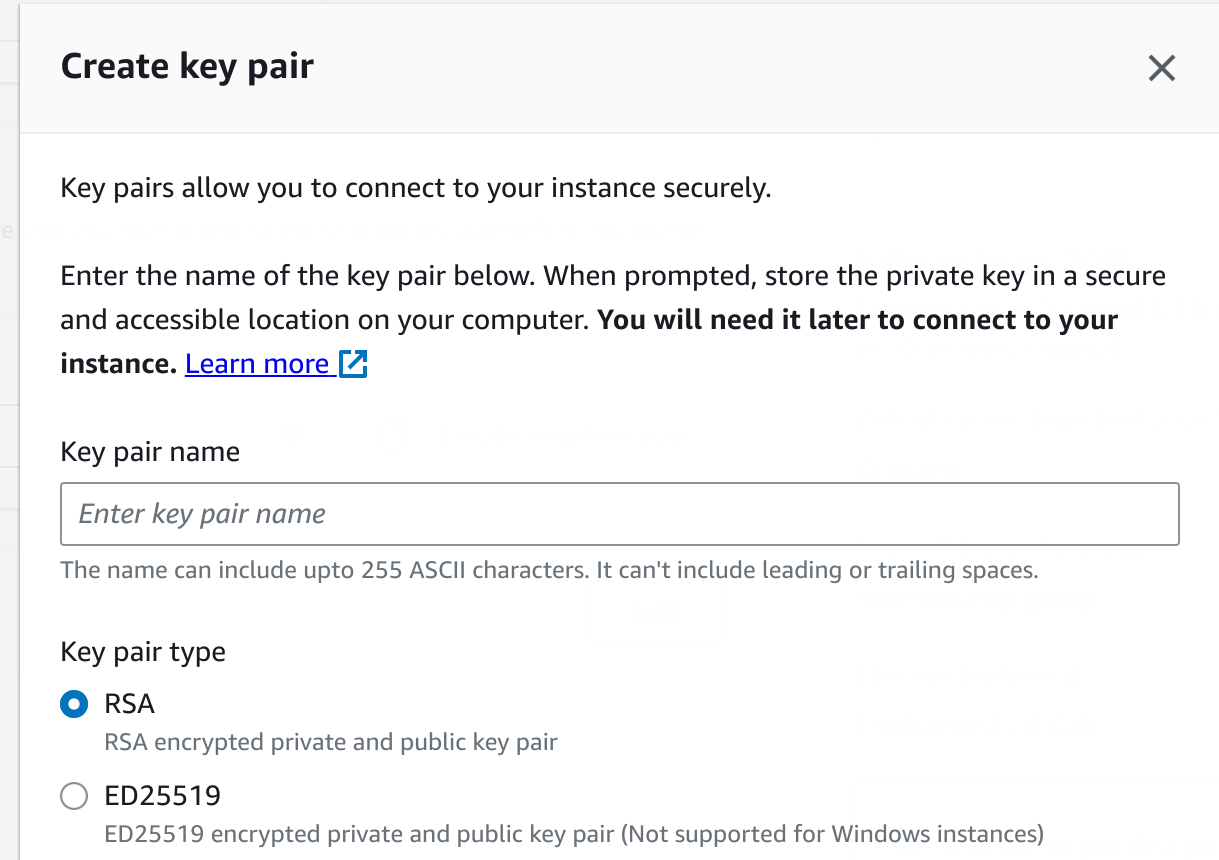 Create key pair
Key pairs allow you to connect to your instance securely.
Enter the name of the key pair below. When prompted, store the private key in a secure
and accessible location on your computer. You will need it later to connect to your
instance. Learn more
Key pair name
Enter key pair name
The name can include upto 255 ASCII characters. It can't include leading or trailing spaces.
Key pair type
RSA
RSA encrypted private and public key pair
ED25519
ED25519 encrypted private and public key pair (Not supported for Windows instances)